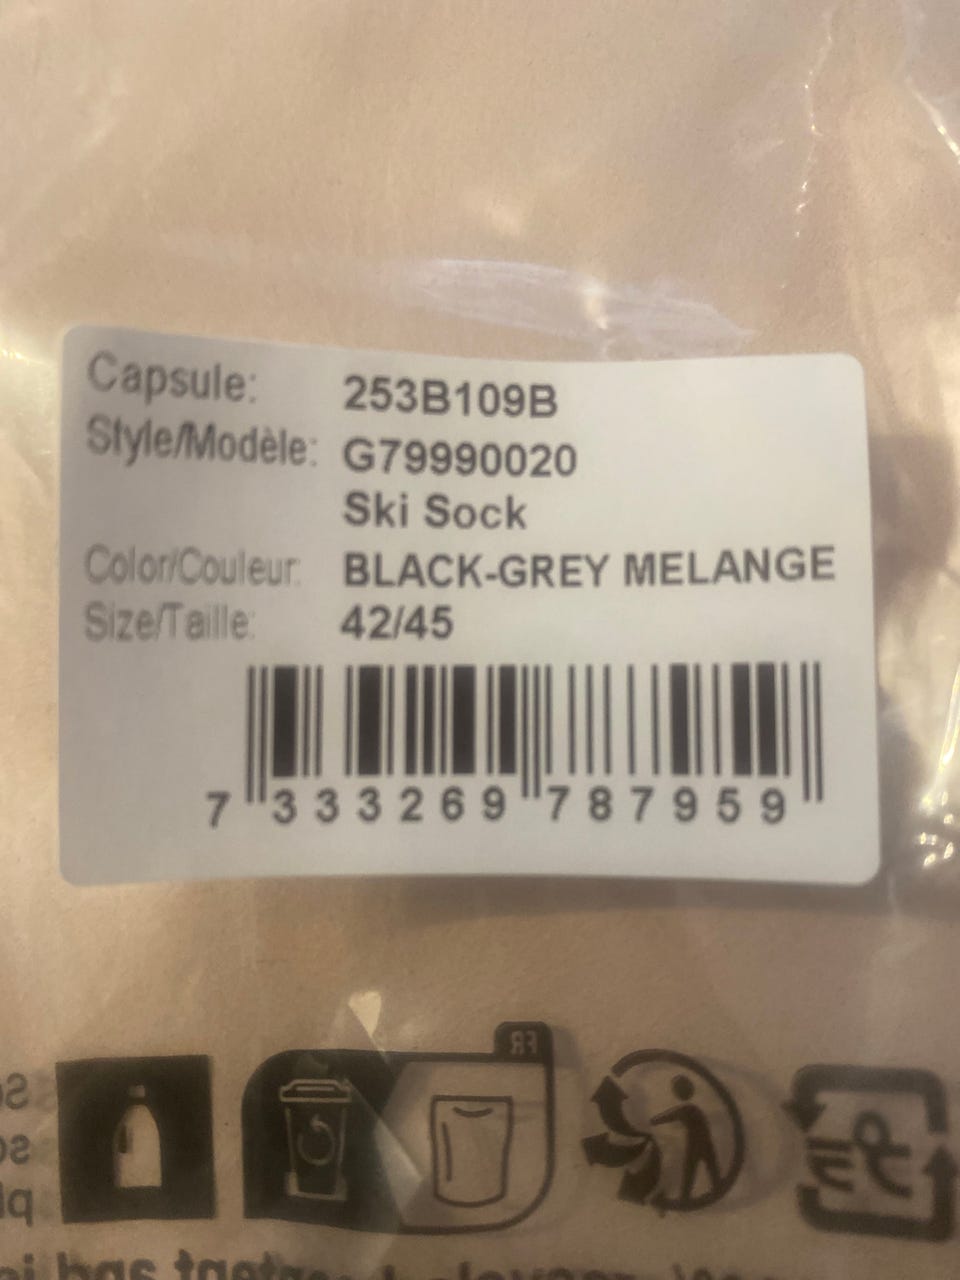 Capsule: 253B109B
Style/Modèle: G79990020
Ski Sock
Color/Couleur: BLACK-GREY MELANGE
Size/Taille: 42/45
7 333269 787959
FR